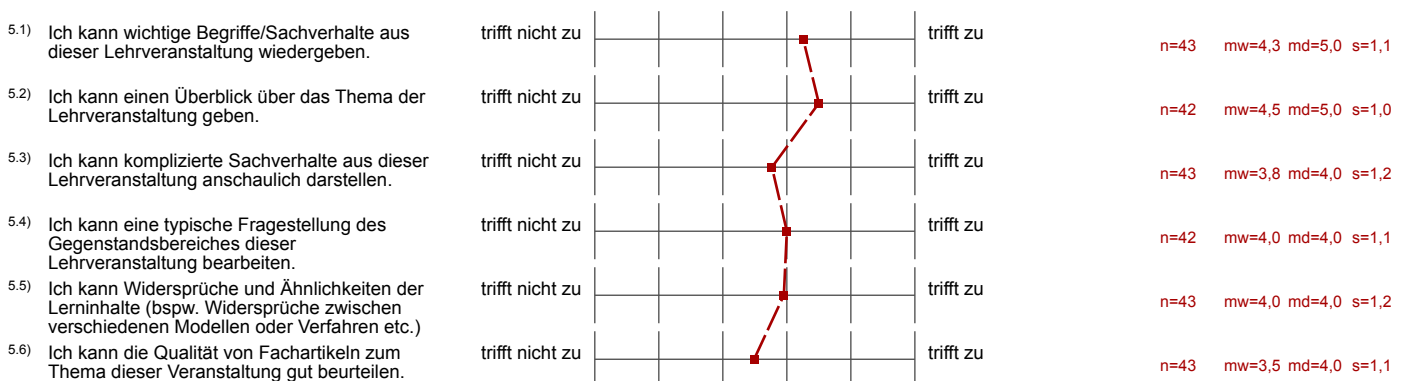 5.1) Ich kann wichtige Begriffe/Sachverhalte aus
dieser Lehrveranstaltung wiedergeben.
trifft nicht zu
trifft zu
n=43 mw=4,3 md=5,0 s=1,1
5.2) Ich kann einen Überblick über das Thema der
Lehrveranstaltung geben.
trifft nicht zu
trifft zu
n=42 mw=4,5 md=5,0 s=1,0
5.3) Ich kann komplizierte Sachverhalte aus dieser
Lehrveranstaltung anschaulich darstellen.
trifft nicht zu
trifft zu
n=43 mw=3,8 md=4,0 s=1,2
5.4) Ich kann eine typische Fragestellung des
Gegenstandsbereiches dieser
Lehrveranstaltung bearbeiten.
trifft nicht zu
trifft zu
n=42 mw=4,0 md=4,0 s=1,1
5.5) Ich kann Widersprüche und Ähnlichkeiten der
Lerninhalte (bspw. Widersprüche zwischen
verschiedenen Modellen oder Verfahren etc.)
trifft nicht zu
trifft zu
n=43 mw=4,0 md=4,0 s=1,2
5.6) Ich kann die Qualität von Fachartikeln zum
Thema dieser Veranstaltung gut beurteilen.
trifft nicht zu
trifft zu
n=43 mw=3,5 md=4,0 s=1,1